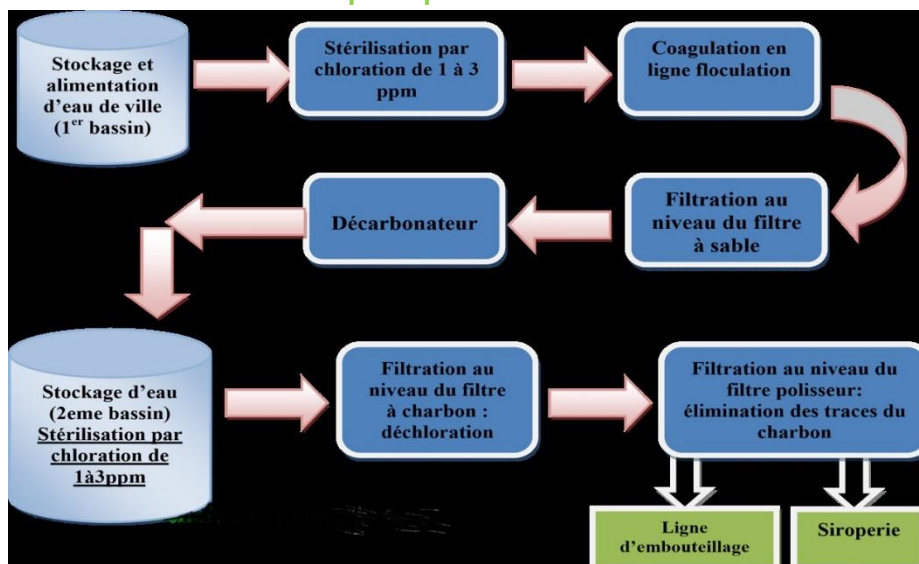 Stockage et
alimentation
d'eau de ville
(1er bassin)
Stérilisation par
chloration de 1 à 3
ppm
Coagulation en
ligne floculation
Filtration au
niveau du filtre
à sable
Décarbonateur
Stockage d'eau
(2eme bassin)
Stérilisation par
chloration de
1à3ppm
Filtration au
niveau du filtre
à charbon :
déchloration
Filtration au niveau du
filtre polisseur:
élimination des traces du
charbon
Ligne
d'embouteillage
Siroperie